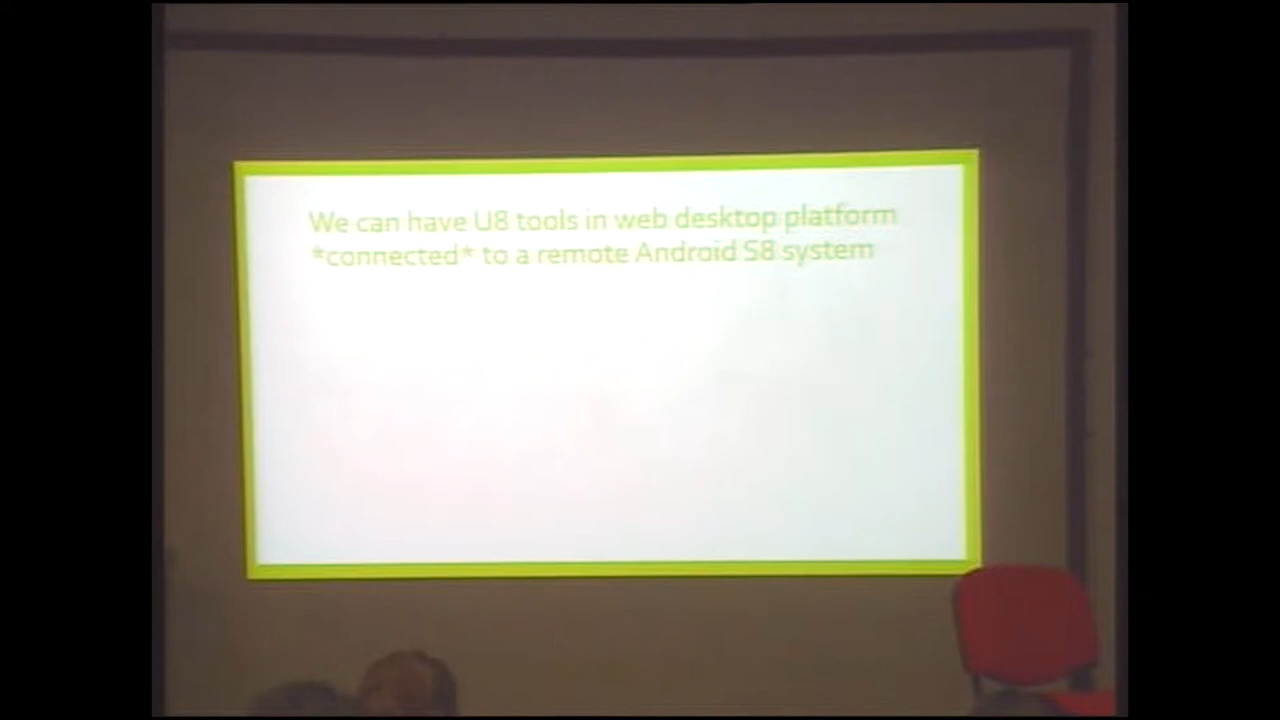 We can have U8 tools in web desktop platform
*connected* to a remote Android S8 system